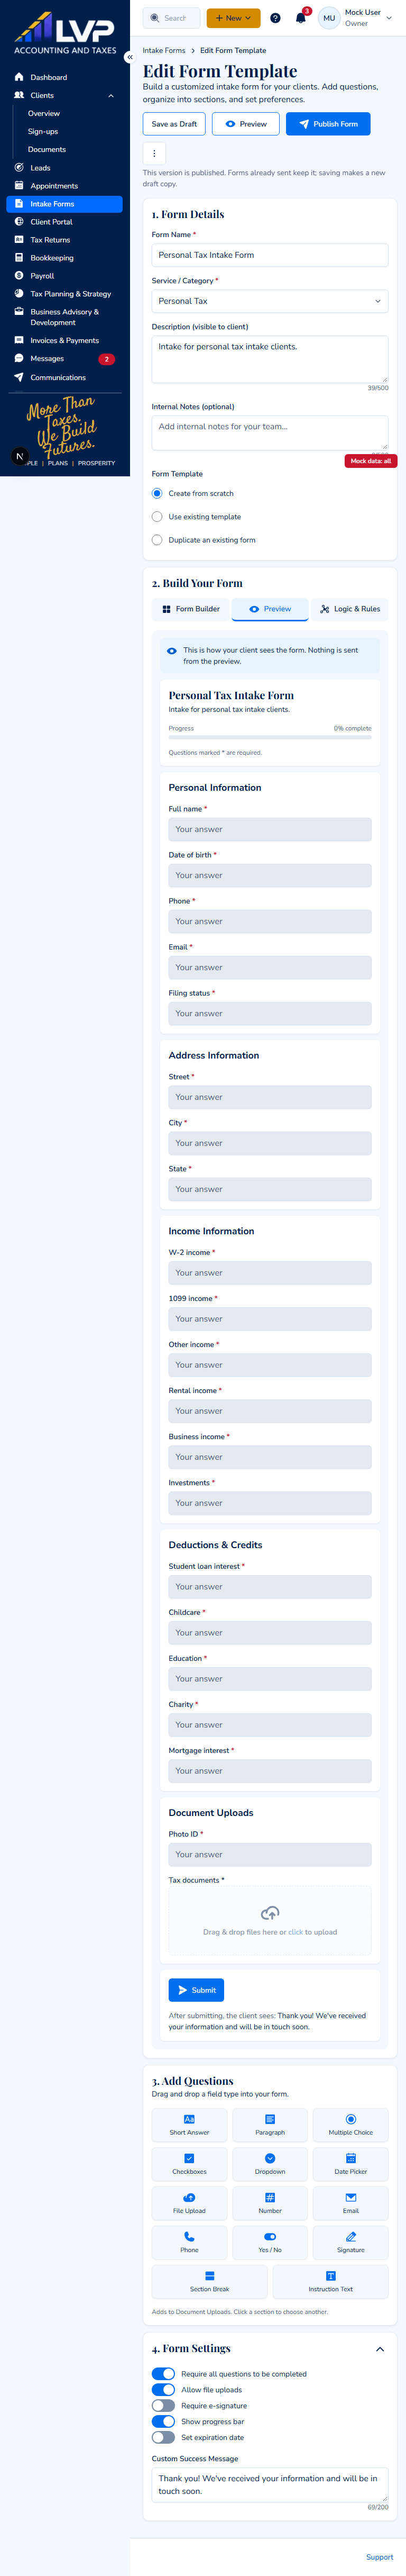 LVP
ACCOUNTING AND TAXES
Dashboard
Clients
Overview
Sign-ups
Documents
Leads
Appointments
Intake Forms
Client Portal
Tax Returns
Bookkeeping
Payroll
Tax Planning & Strategy
Business Advisory &
Development
Invoices & Payments
Messages 2
Communications
More Than
Taxes.
We Build
Futures.
N
PLE | PLANS | PROSPERITY
Search
New
3
MU
Mock User
Owner
Intake Forms > Edit Form Template
Edit Form Template
Build a customized intake form for your clients. Add questions,
organize into sections, and set preferences.
Save as Draft
Preview
Publish Form
This version is published. Forms already sent keep it; saving makes a new
draft copy.
1. Form Details
Form Name *
Personal Tax Intake Form
Service / Category *
Personal Tax
Description (visible to client)
Intake for personal tax intake clients.
39/500
Internal Notes (optional)
Add internal notes for your team...
Mock data: all
Form Template
Create from scratch
Use existing template
Duplicate an existing form
2. Build Your Form
Form Builder
Preview
Logic & Rules
This is how your client sees the form. Nothing is sent
from the preview.
Personal Tax Intake Form
Intake for personal tax intake clients.
Progress 0% complete
Questions marked * are required.
Personal Information
Full name *
Your answer
Date of birth *
Your answer
Phone *
Your answer
Email *
Your answer
Filing status *
Your answer
Address Information
Street *
Your answer
City *
Your answer
State *
Your answer
Income Information
W-2 income *
Your answer
1099 income *
Your answer
Other income *
Your answer
Rental income *
Your answer
Business income *
Your answer
Investments *
Your answer
Deductions & Credits
Student loan interest *
Your answer
Childcare *
Your answer
Education *
Your answer
Charity *
Your answer
Mortgage interest *
Your answer
Document Uploads
Photo ID *
Your answer
Tax documents *
Drag & drop files here or click to upload
Submit
After submitting, the client sees: Thank you! We've received
your information and will be in touch soon.
3. Add Questions
Drag and drop a field type into your form.
Short Answer
Paragraph
Multiple Choice
Checkboxes
Dropdown
Date Picker
File Upload
Number
Email
Phone
Yes / No
Signature
Section Break
Instruction Text
Adds to Document Uploads. Click a section to choose another.
4. Form Settings
Require all questions to be completed
Allow file uploads
Require e-signature
Show progress bar
Set expiration date
Custom Success Message
Thank you! We've received your information and will be in
touch soon.
69/200
Support